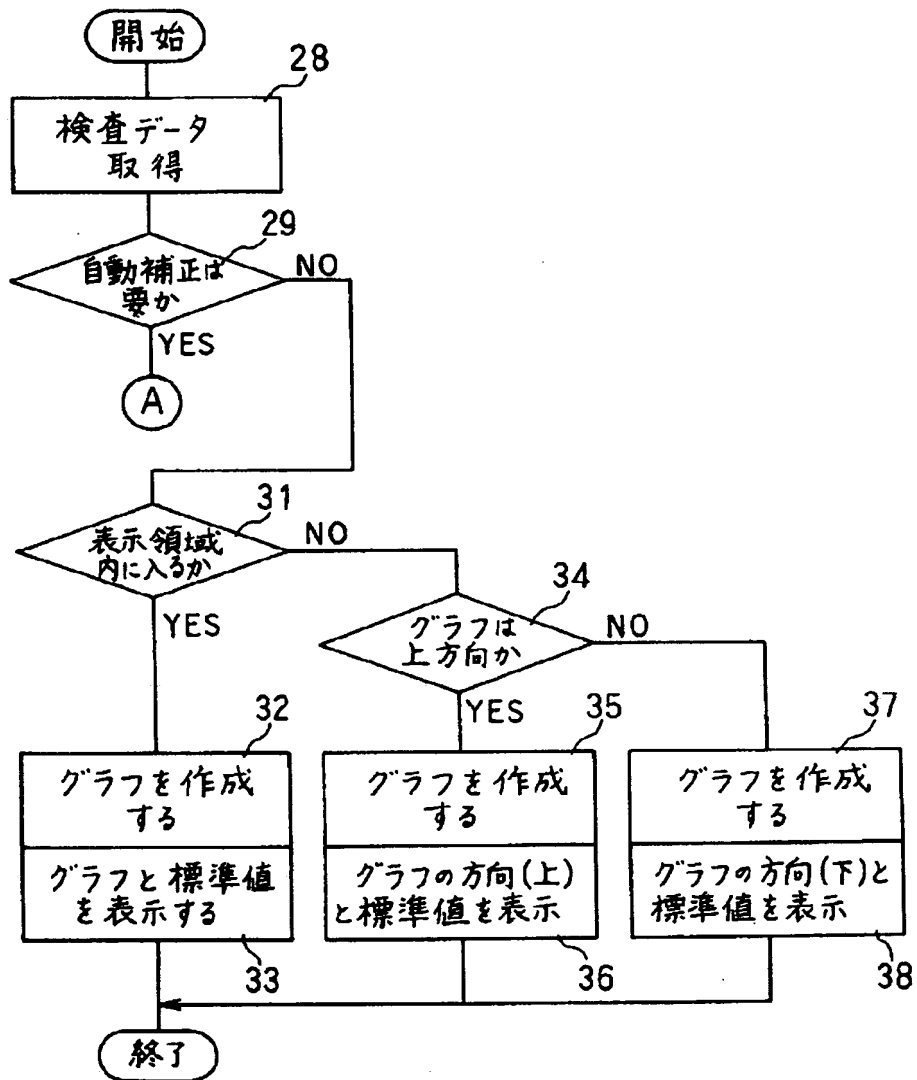 開始
28
検査データ
取得
29
自動補正は
要か
NO
YES
A
31
表示領域
内に入るか
NO
YES
34
グラフは
上方向か
NO
YES
32
グラフを作成
する
グラフと標準値
を表示する
33
35
グラフを作成
する
グラフの方向(上)
と標準値を表示
36
37
グラフを作成
する
グラフの方向(下)と
標準値を表示
38
終了